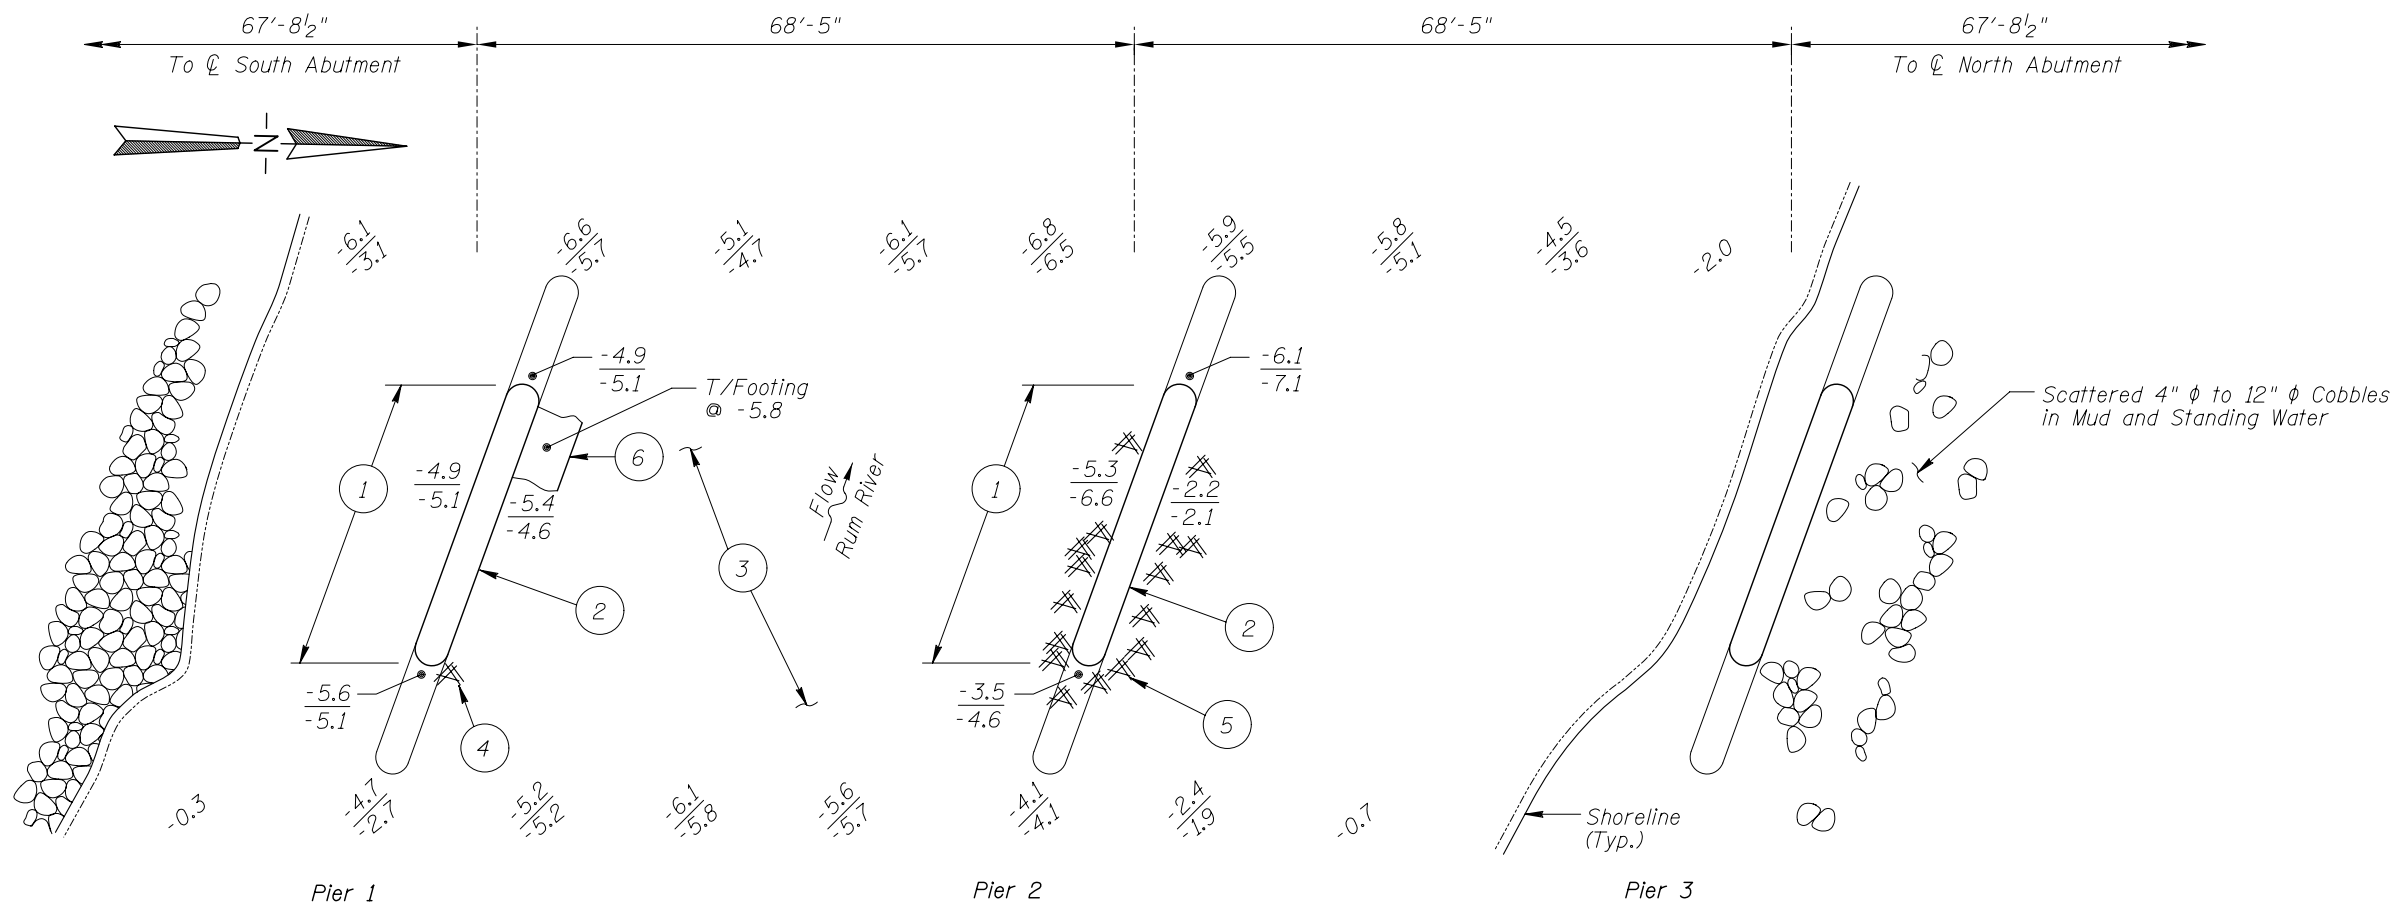 67'-8½" 68'-5" 68'-5" 67'-8½"
To ℄ South Abutment To ℄ North Abutment
N
-6.1 -6.6 -5.1 -6.1 -6.8 -5.9 -5.8 -4.5 -2.0
-3.1 -5.7 -4.7 -5.7 -6.5 -5.5 -5.1 -3.6
-4.9
-5.1
T/Footing
@ -5.8
1
-4.9
-5.1
6
-5.4
-4.6
2
3
-5.6
-5.1
4
Flow
Rum River
-6.1
-7.1
1
-5.3
-6.6
-2.2
-2.1
2
-3.5
-4.6
5
Scattered 4" ϕ to 12" ϕ Cobbles
in Mud and Standing Water
-0.3 -4.7 -5.2 -6.1 -5.6 -4.1 -2.4 -0.7
-2.7 -5.2 -5.8 -5.7 -4.1 -1.9
Shoreline
(Typ.)
Pier 1 Pier 2 Pier 3